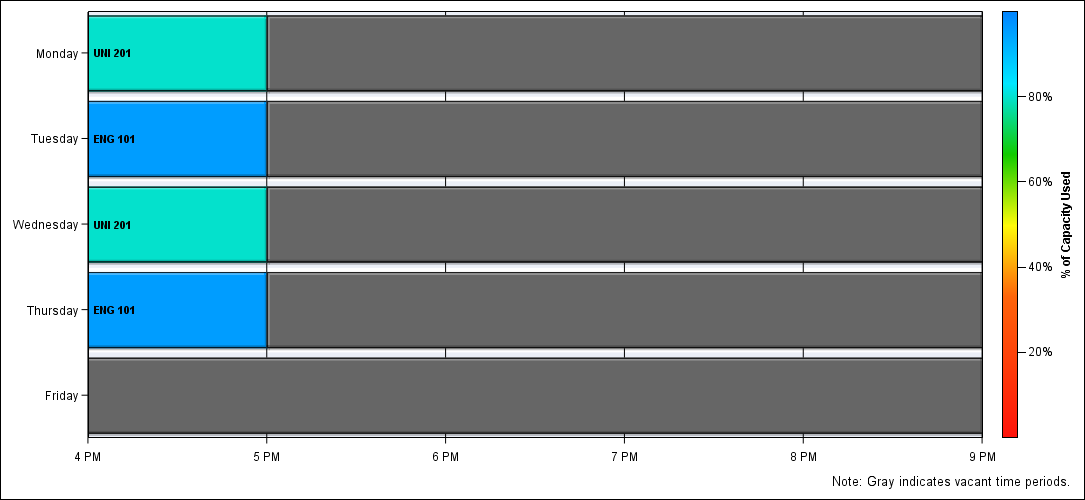 Monday
UNI 201
Tuesday
ENG 101
Wednesday
UNI 201
Thursday
ENG 101
Friday
4 PM 5 PM 6 PM 7 PM 8 PM 9 PM
80%
60%
40%
20%
% of Capacity Used
Note: Gray indicates vacant time periods.